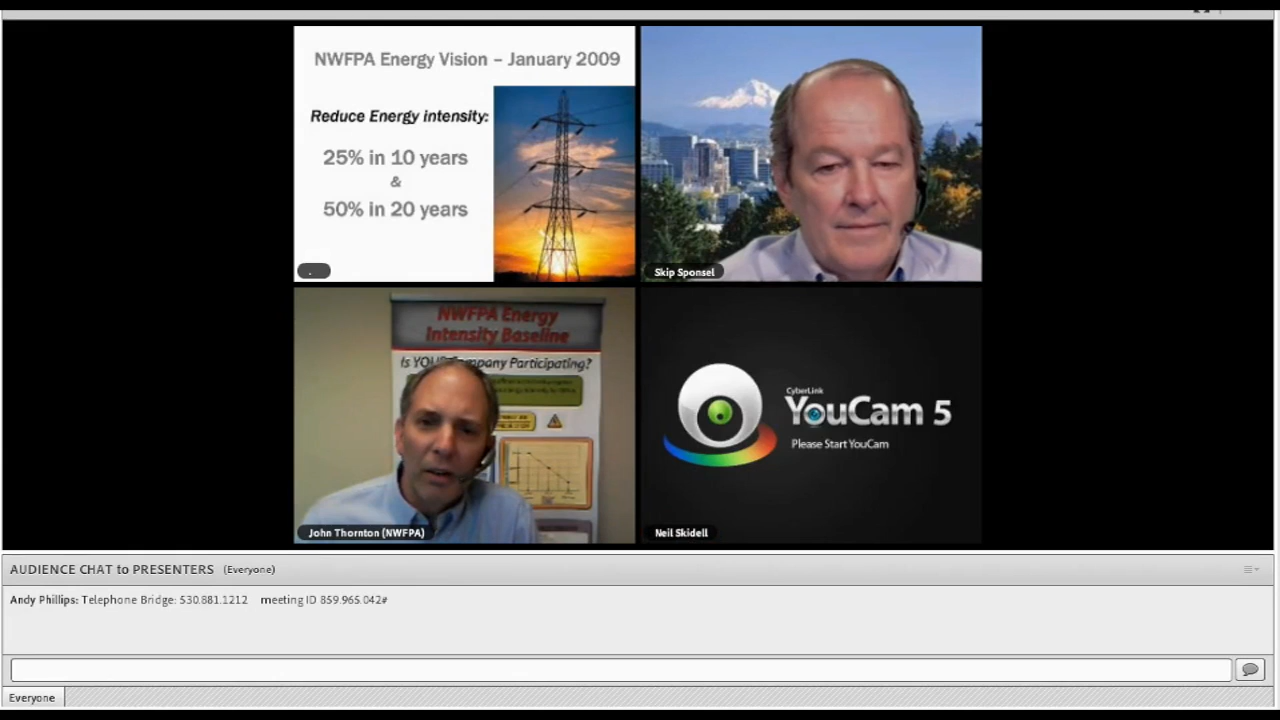 NWFPA Energy Vision – January 2009
Reduce Energy intensity:
25% in 10 years
&
50% in 20 years
.
Skip Sponsel
NWFPA Energy
Intensity Baseline
Is YOUR Company Participating?
John Thornton (NWFPA)
CyberLink
YouCam 5
Please Start YouCam
Neil Skidell
AUDIENCE CHAT to PRESENTERS (Everyone)
Andy Phillips: Telephone Bridge: 530.881.1212 meeting ID 859.965.042#
Everyone